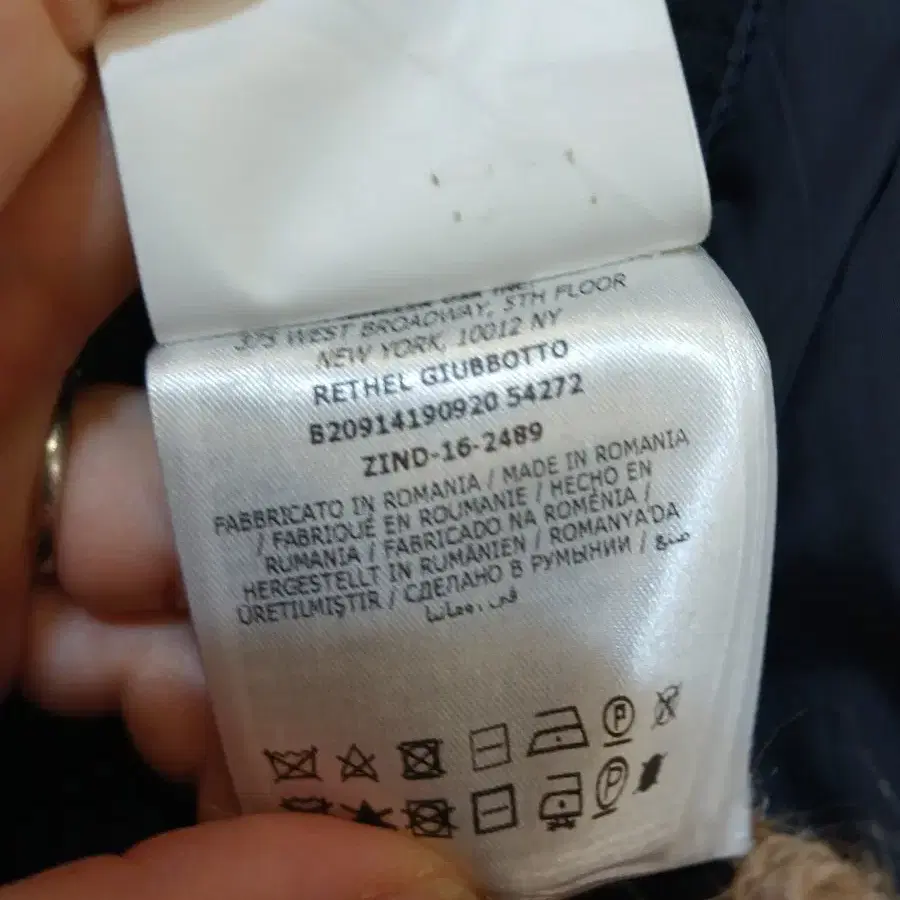 375 WEST BROADWAY, 5TH FLOOR
NEW YORK, 10012 NY
RETHEL GIUBBOTTO
B20914190920 54272
ZIND-16-2489
FABBRICATO IN ROMANIA / MADE IN ROMANIA
/ FABRIQUÉ EN ROUMANIE / HECHO EN
RUMANIA / FABRICADO NA ROMÉNIA /
HERGESTELLT IN RUMÄNIEN / ROMANYA'DA
ÜRETILMIŞTIR / СДЕЛАНО В РУМЫНИИ / صنع
في رومانيا
P
P